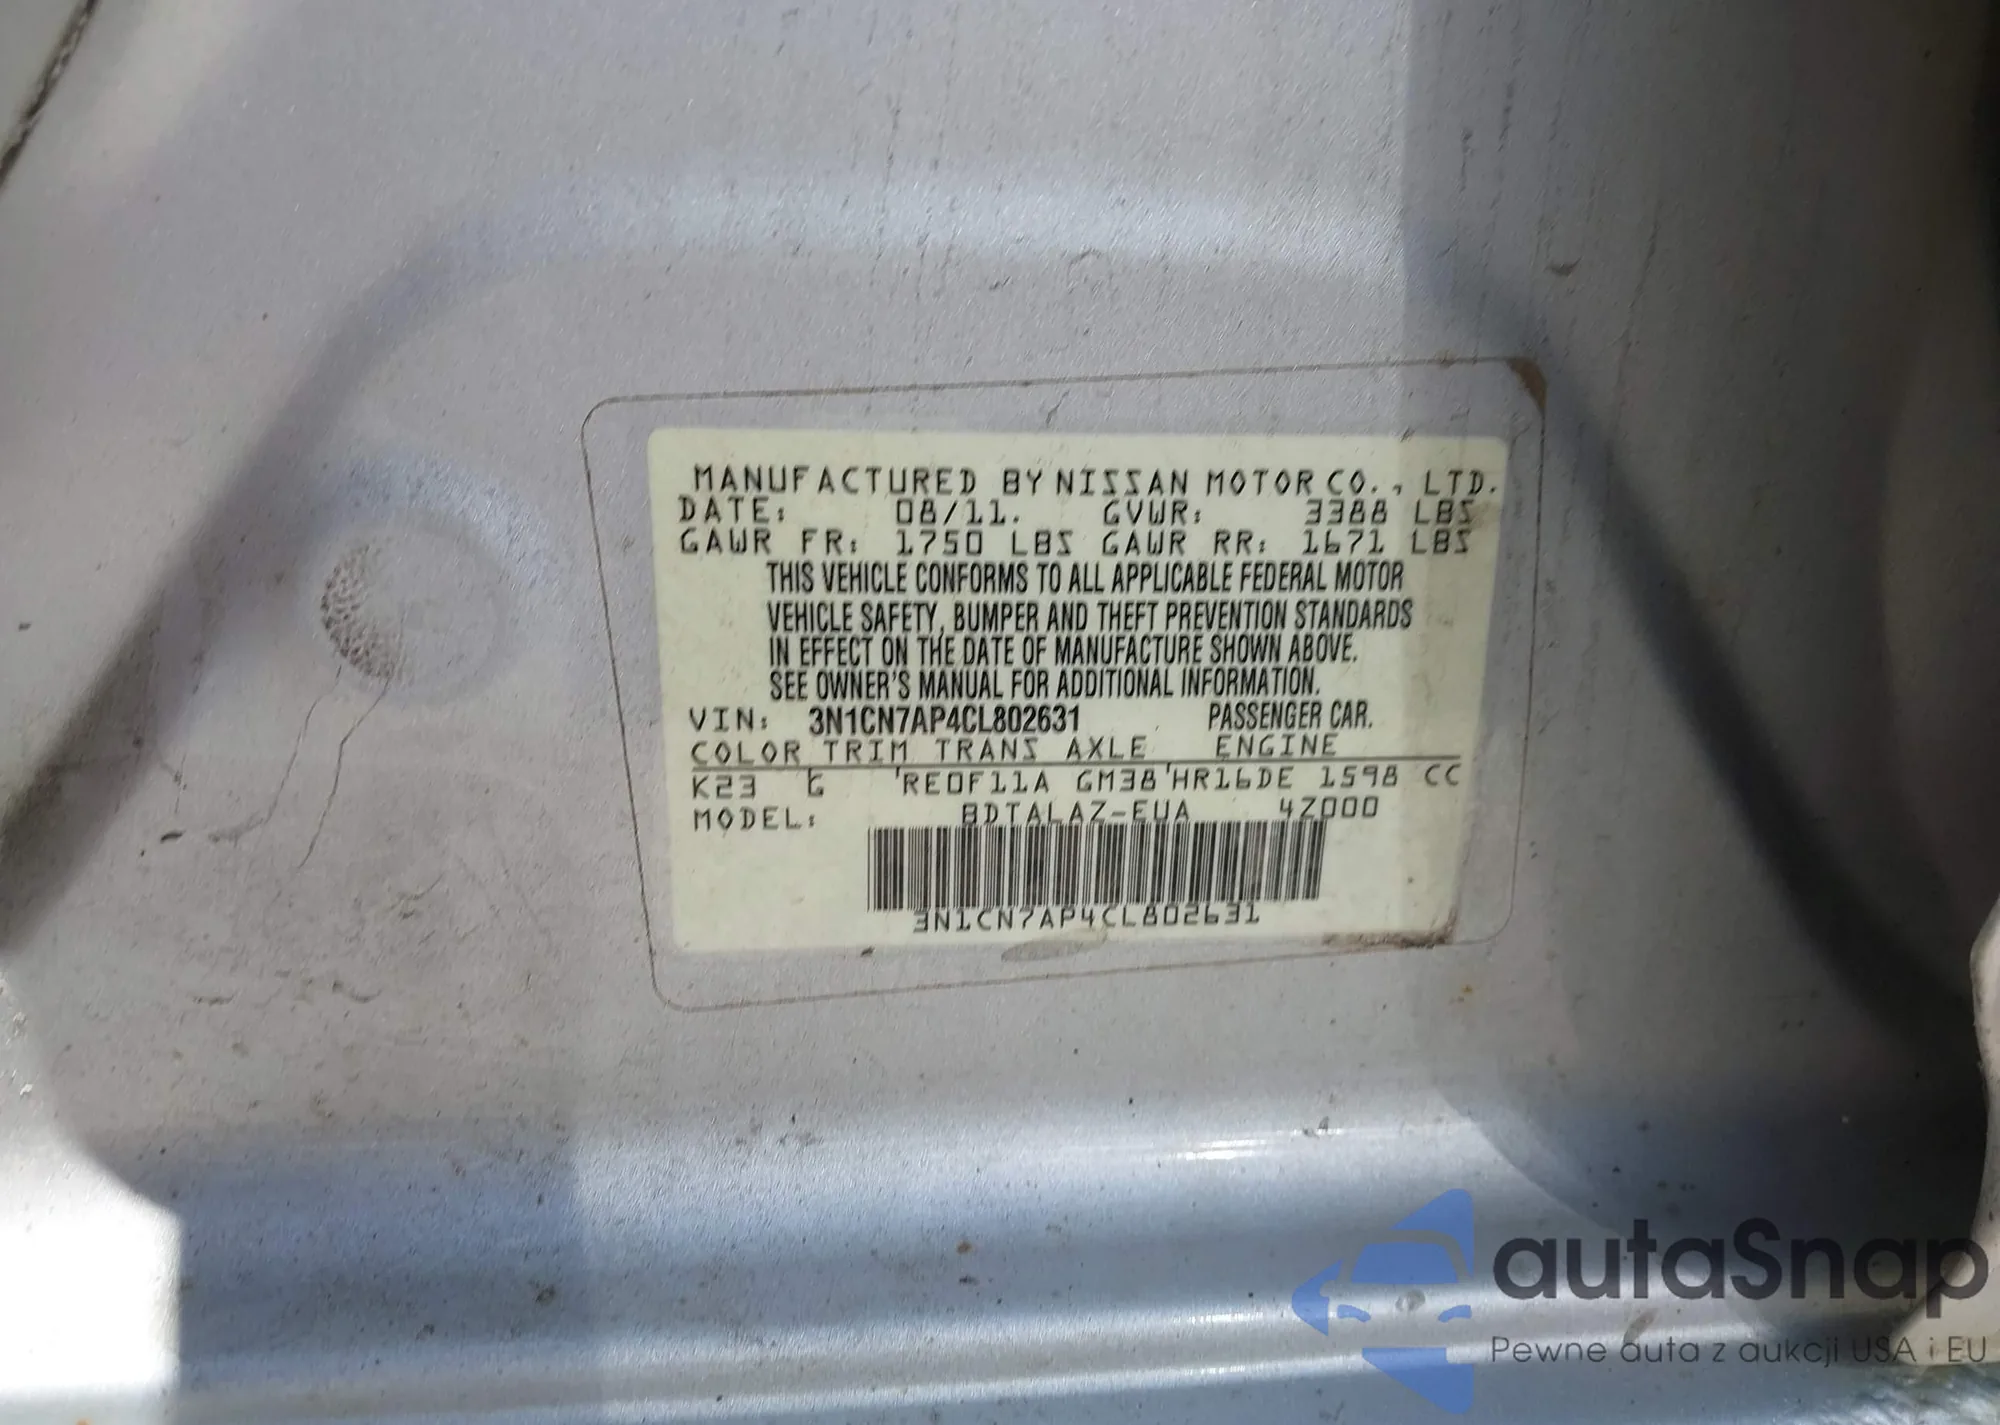 MANUFACTURED BY NISSAN MOTOR CO., LTD.
DATE: 08/11. GVWR: 3388 LBS
GAWR FR: 1750 LBS GAWR RR: 1671 LBS
THIS VEHICLE CONFORMS TO ALL APPLICABLE FEDERAL MOTOR
VEHICLE SAFETY, BUMPER AND THEFT PREVENTION STANDARDS
IN EFFECT ON THE DATE OF MANUFACTURE SHOWN ABOVE.
SEE OWNER'S MANUAL FOR ADDITIONAL INFORMATION.
VIN: 3N1CN7AP4CL802631 PASSENGER CAR.
COLOR TRIM TRANS AXLE ENGINE
K23 G 'RE0F11A GM38'HR16DE 1598 CC
MODEL: BDTALAZ-EUA 4Z000
3N1CN7AP4CL802631
autaSnap
Pewne auta z aukcji USA i EU